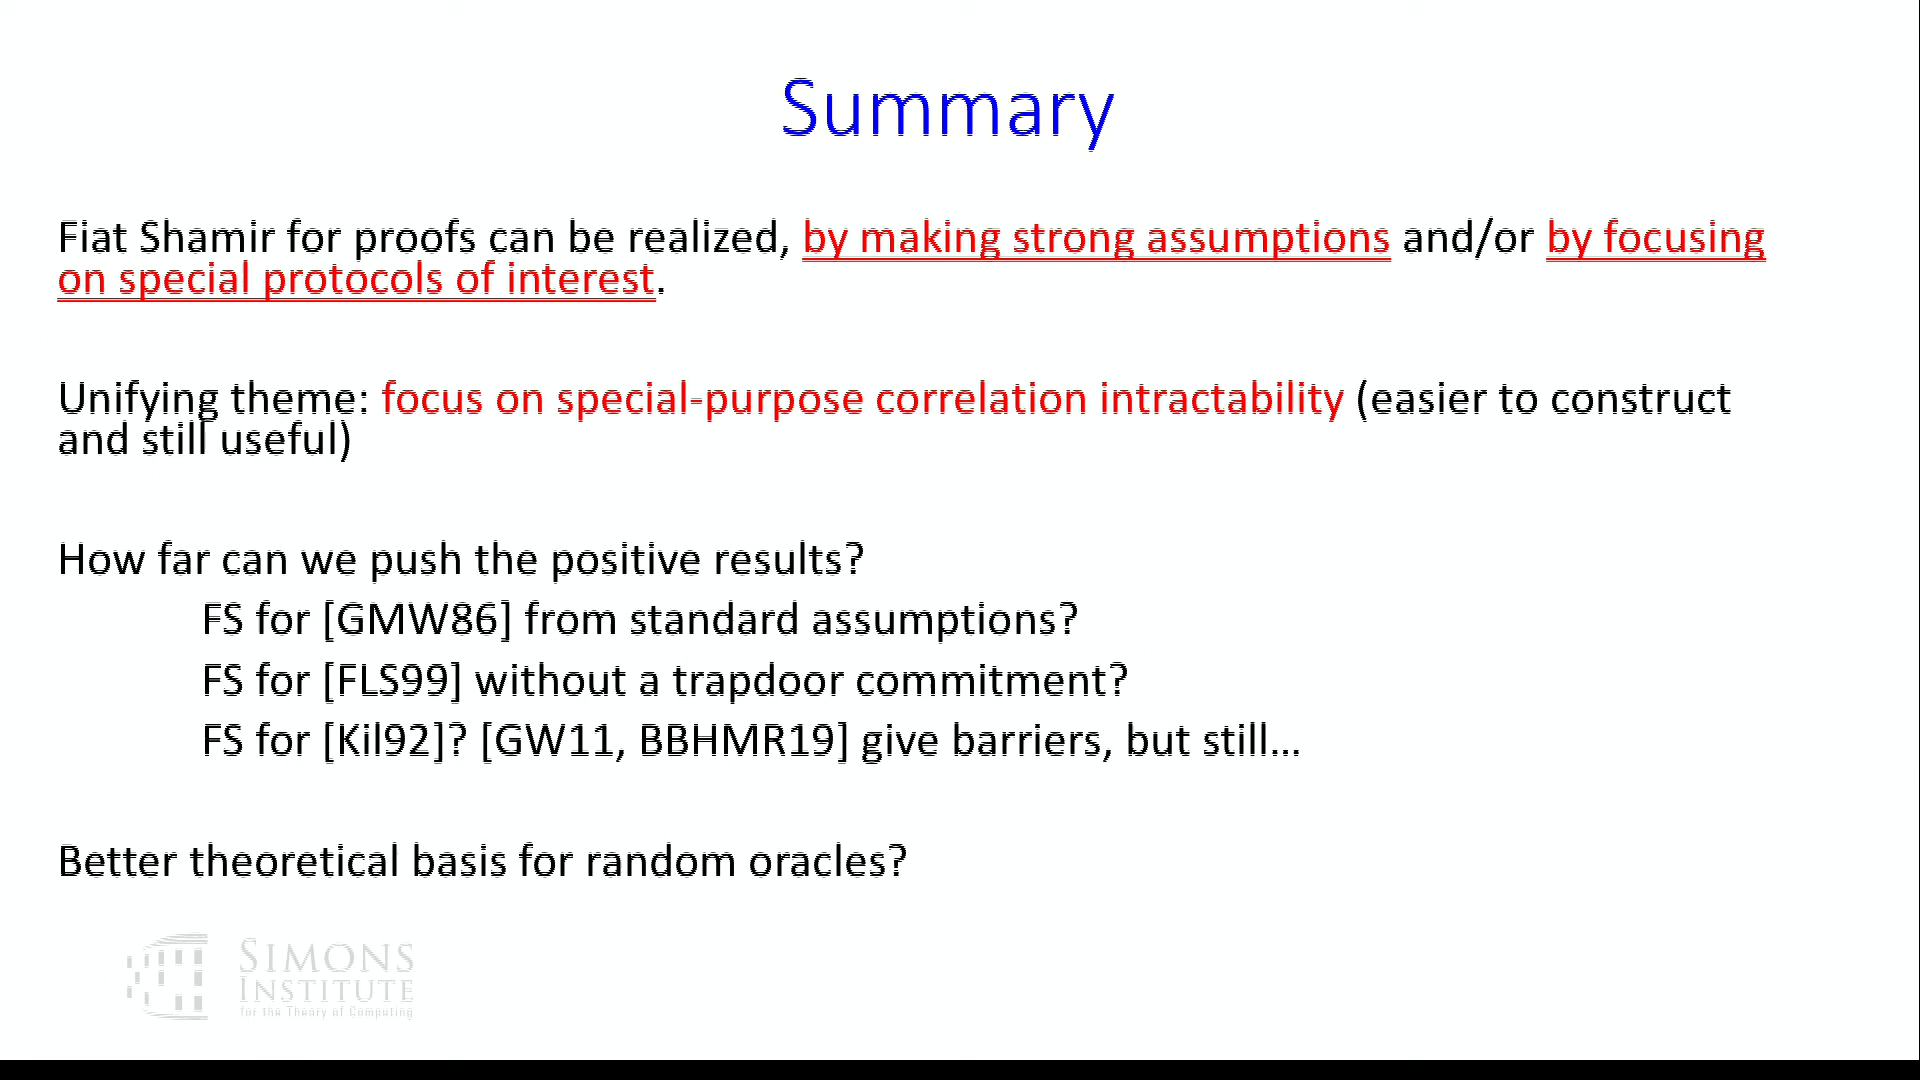 Summary
Fiat Shamir for proofs can be realized, by making strong assumptions and/or by focusing
on special protocols of interest.
Unifying theme: focus on special-purpose correlation intractability (easier to construct
and still useful)
How far can we push the positive results?
FS for [GMW86] from standard assumptions?
FS for [FLS99] without a trapdoor commitment?
FS for [Kil92]? [GW11, BBHMR19] give barriers, but still...
Better theoretical basis for random oracles?
SIMONS
INSTITUTE
for the Theory of Computing